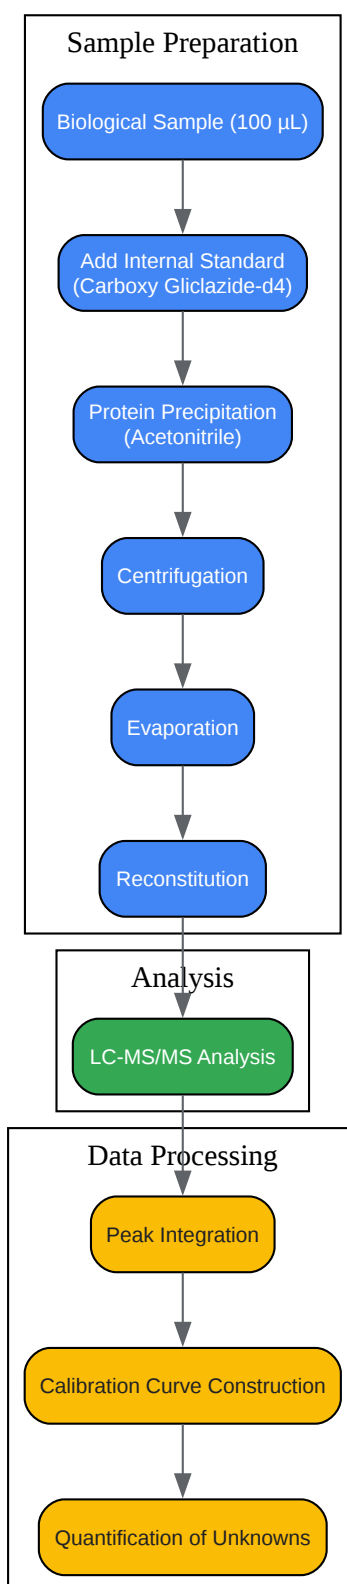 Sample Preparation
Biological Sample (100 µL)
Add Internal Standard
(Carboxy Gliclazide-d4)
Protein Precipitation
(Acetonitrile)
Centrifugation
Evaporation
Reconstitution
Analysis
LC-MS/MS Analysis
Data Processing
Peak Integration
Calibration Curve Construction
Quantification of Unknowns